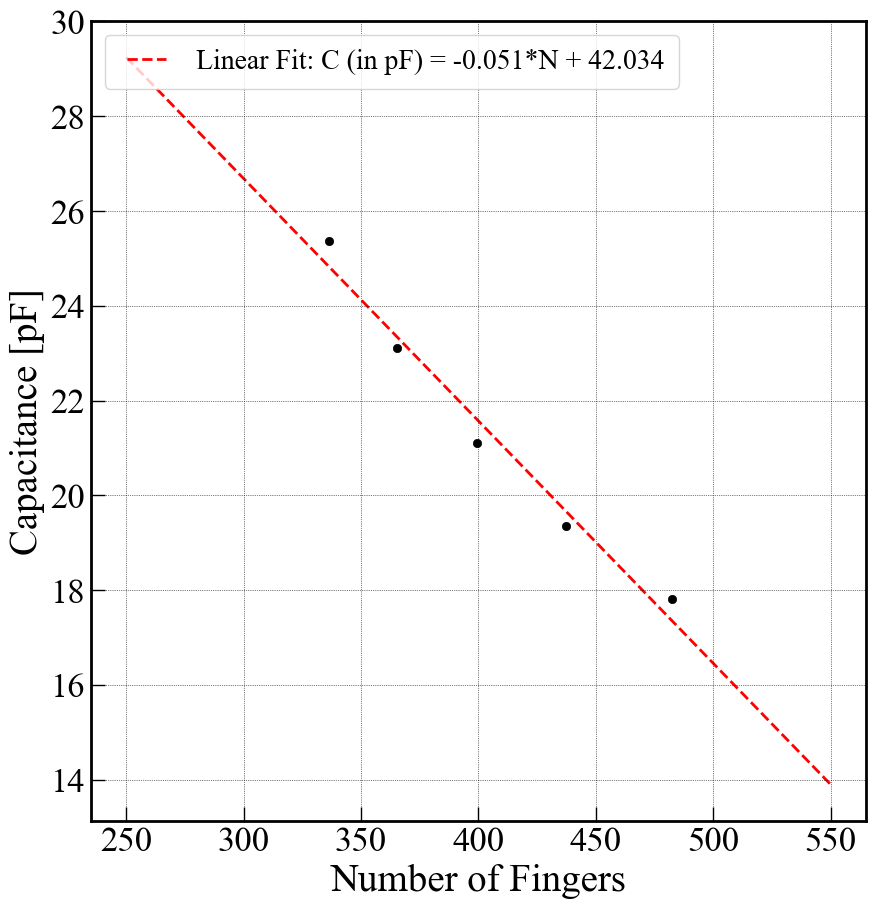 30
Linear Fit: C (in pF) = -0.051*N + 42.034
28
26
24
22
20
18
16
14
Capacitance [pF]
250 300 350 400 450 500 550
Number of Fingers